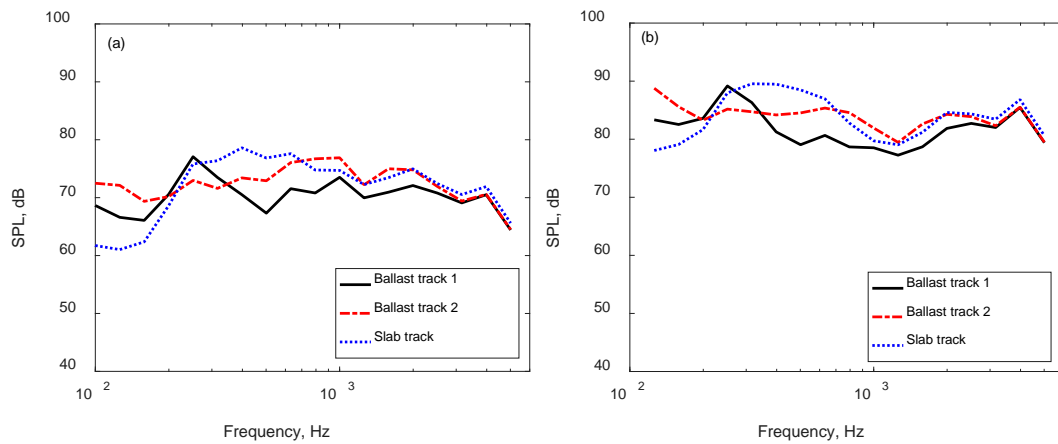 (a)
100
90
80
70
60
50
40
SPL, dB
10 2
10 3
Frequency, Hz
Ballast track 1
Ballast track 2
Slab track
(b)
100
90
80
70
60
50
40
SPL, dB
10 2
10 3
Frequency, Hz
Ballast track 1
Ballast track 2
Slab track